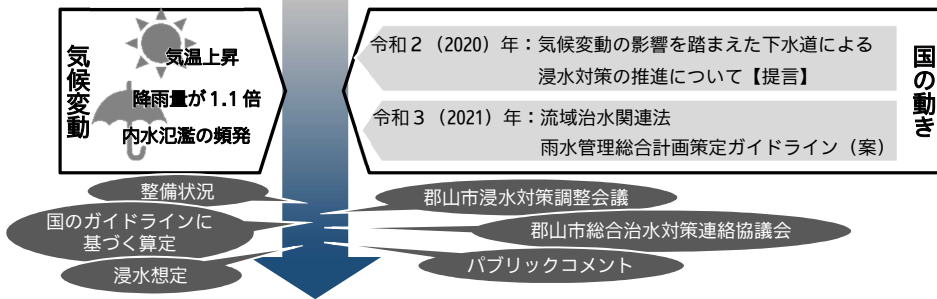 気候変動
気温上昇
降雨量が1.1倍
内水氾濫の頻発
令和2（2020）年：気候変動の影響を踏まえた下水道による
浸水対策の推進について【提言】
令和3（2021）年：流域治水関連法
雨水管理総合計画策定ガイドライン（案）
国の動き
整備状況
国のガイドラインに
基づく算定
浸水想定
郡山市浸水対策調整会議
郡山市総合治水対策連絡協議会
パブリックコメント